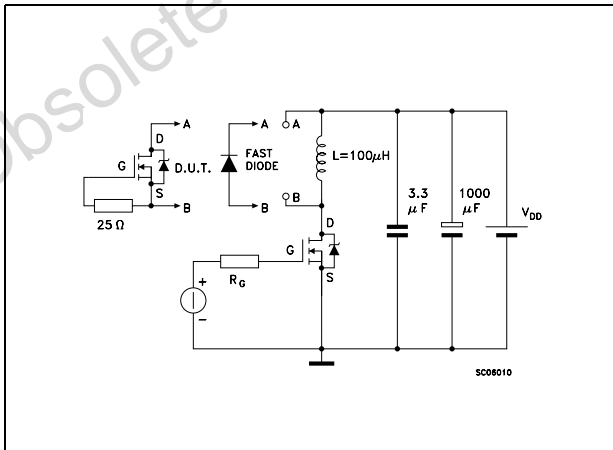 Obsolete
A
D
G
D.U.T.
S
B
25 Ω
A
FAST
DIODE
B
A
L=100μH
B
D
G
S
RG
+
-
3.3
μF
1000
μF
VDD
SC06010